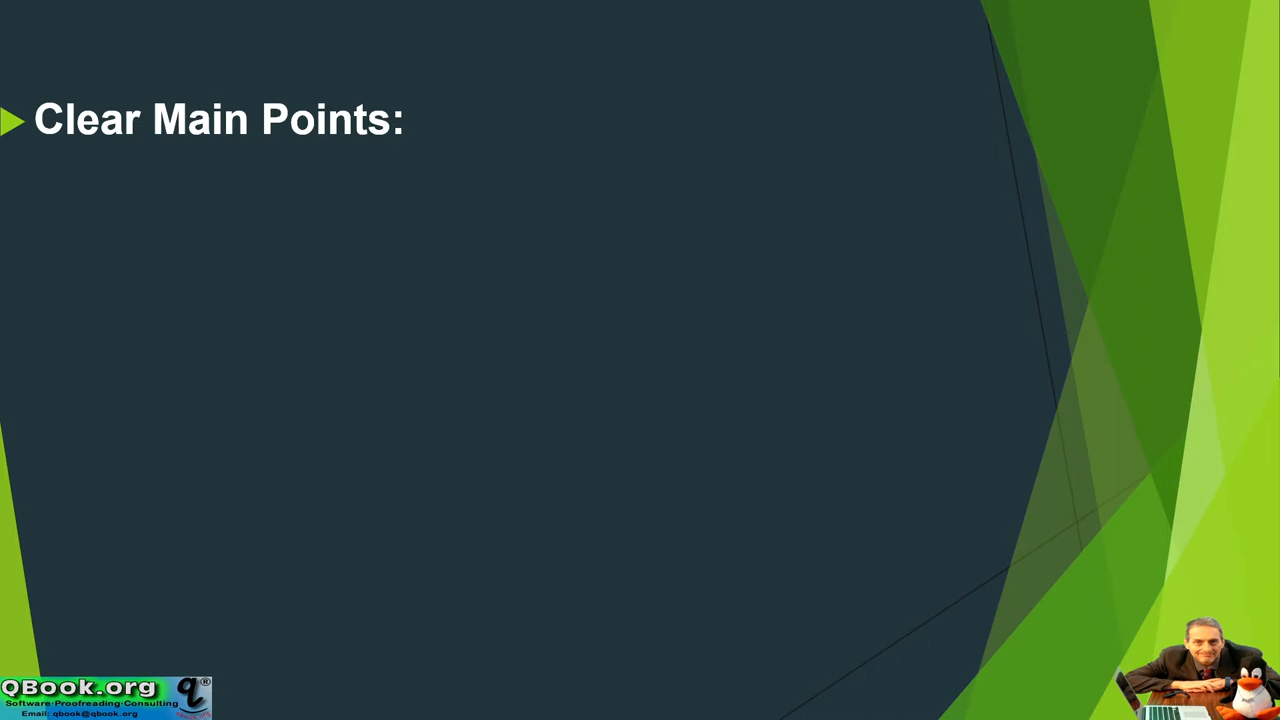 Clear Main Points:
QBook.org
q®
Software·Proofreading·Consulting
Email: qbook@qbook.org